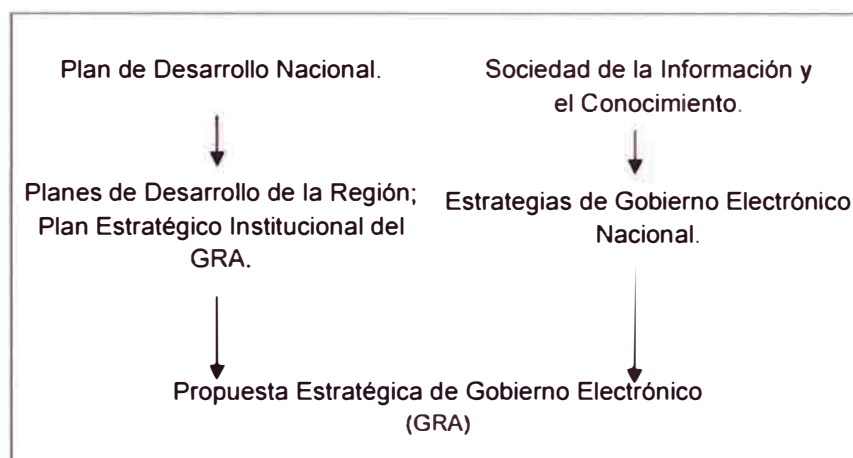 Plan de Desarrollo Nacional.
Sociedad de la Información y
el Conocimiento.
Planes de Desarrollo de la Región;
Plan Estratégico Institucional del
GRA.
Estrategias de Gobierno Electrónico
Nacional.
Propuesta Estratégica de Gobierno Electrónico
(GRA)